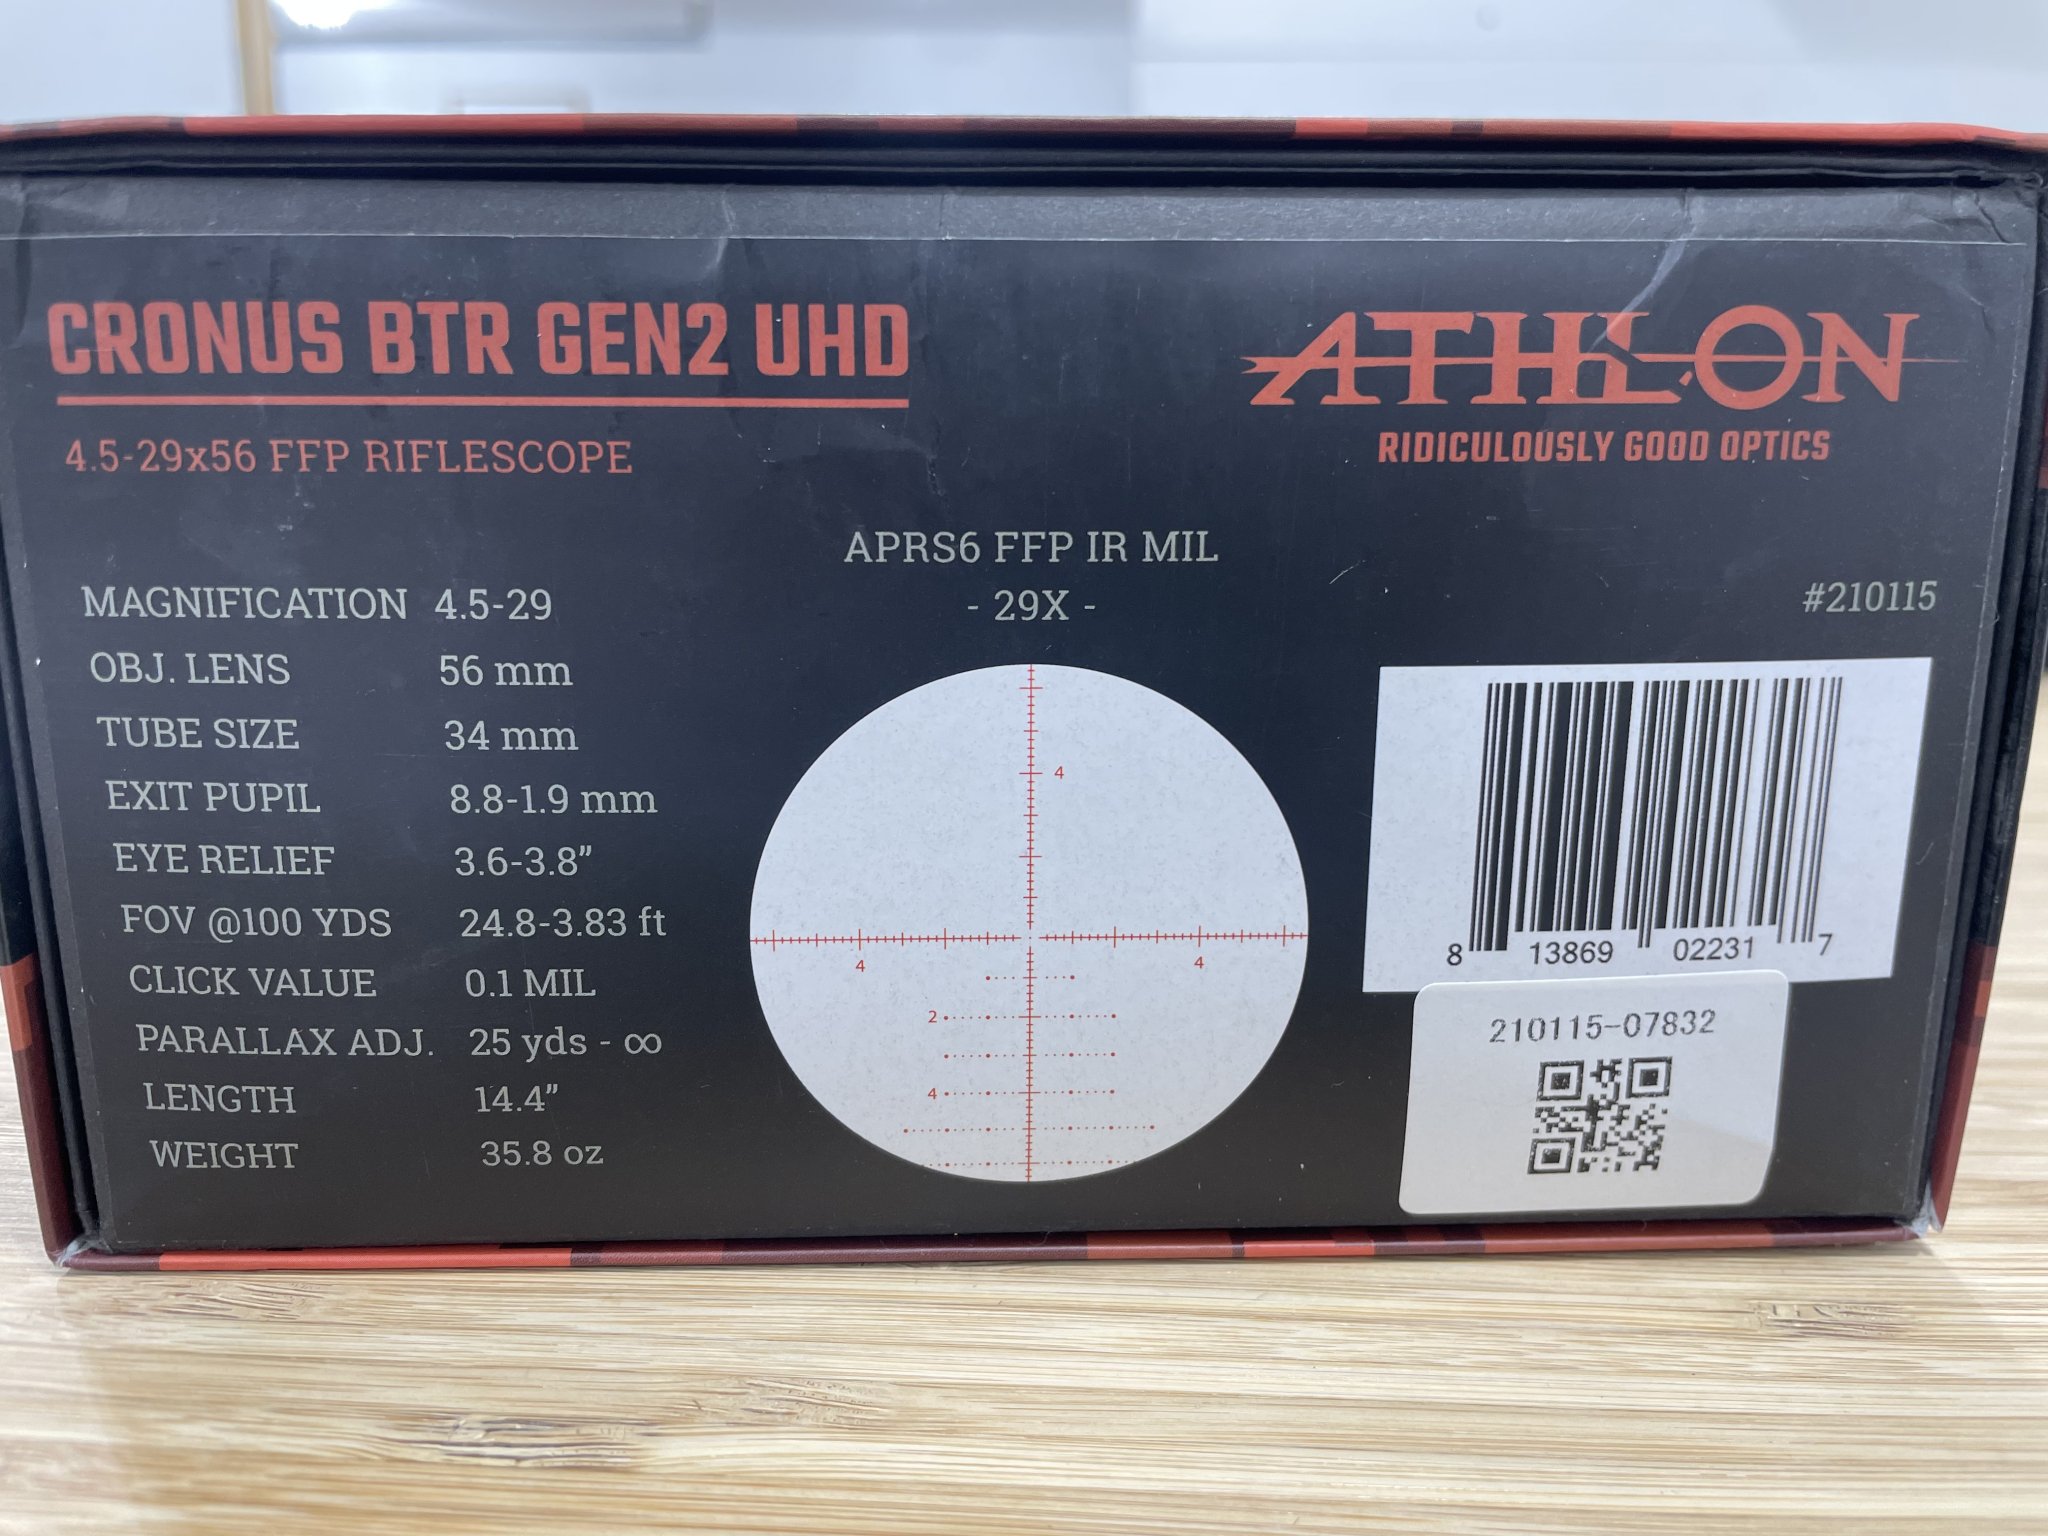 CRONUS BTR GEN2 UHD
4.5-29x56 FFP RIFLESCOPE
ATHLON
RIDICULOUSLY GOOD OPTICS
MAGNIFICATION 4.5-29
OBJ. LENS 56 mm
TUBE SIZE 34 mm
EXIT PUPIL 8.8-1.9 mm
EYE RELIEF 3.6-3.8”
FOV @100 YDS 24.8-3.83 ft
CLICK VALUE 0.1 MIL
PARALLAX ADJ. 25 yds - ∞
LENGTH 14.4”
WEIGHT 35.8 oz
APRS6 FFP IR MIL
- 29X -
4
4 4
2
4
#210115
8 13869 02231 7
210115-07832